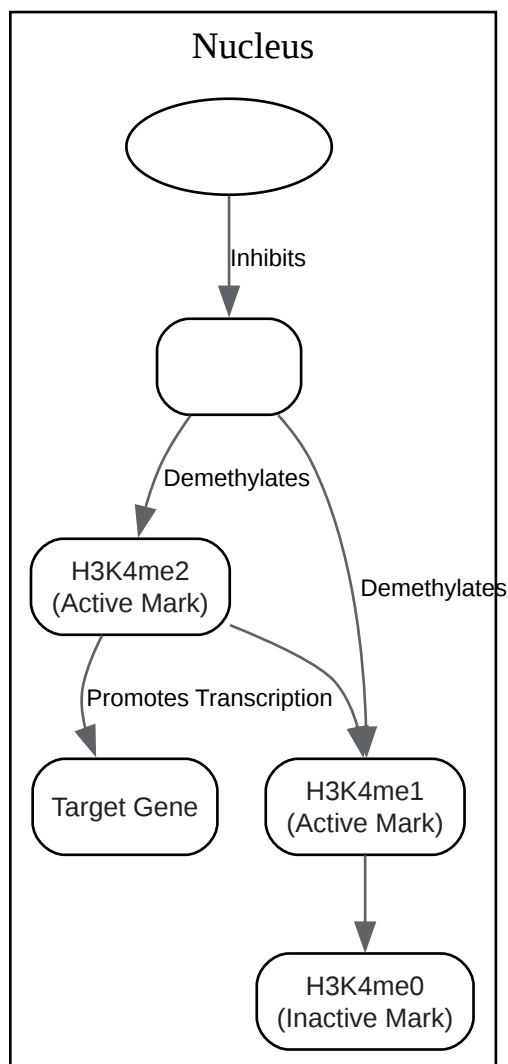 Nucleus
Inhibits
Demethylates
H3K4me2
(Active Mark)
Demethylates
Promotes Transcription
Target Gene
H3K4me1
(Active Mark)
H3K4me0
(Inactive Mark)